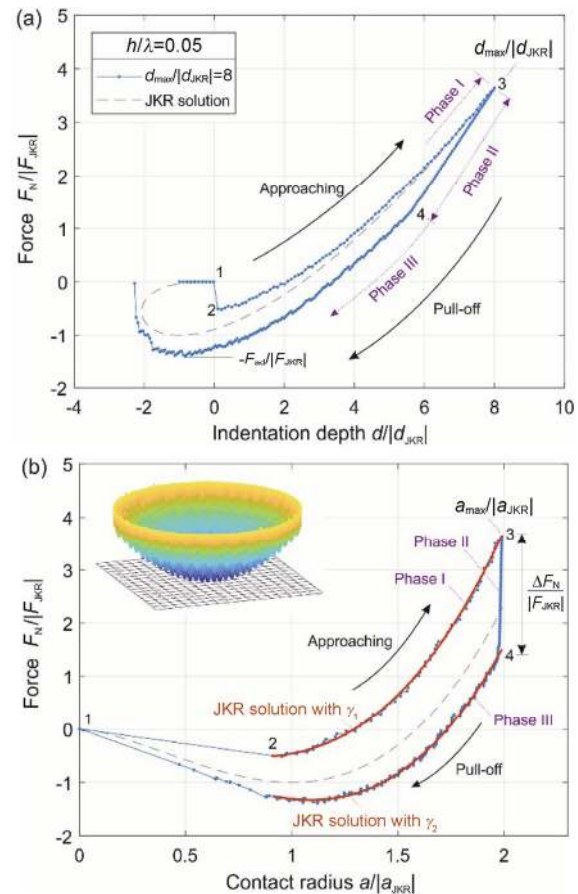 (a)
h/λ=0.05
d_max/|d_JKR|=8
JKR solution
d_max/|d_JKR|
3
Phase I
Phase II
Approaching
4
Phase III
1
2
Pull-off
-F_ad/|F_JKR|
5
4
3
2
1
0
-1
-2
Force F_N/|F_JKR|
-4 -2 0 2 4 6 8 10
Indentation depth d/|d_JKR|
(b)
a_max/|a_JKR|
3
Phase II
Phase I
ΔF_N
|F_JKR|
Approaching
4
JKR solution with γ_1
Phase III
1
2
Pull-off
JKR solution with γ_2
5
4
3
2
1
0
-1
-2
Force F_N/|F_JKR|
0 0.5 1 1.5 2 2.5
Contact radius a/|a_JKR|